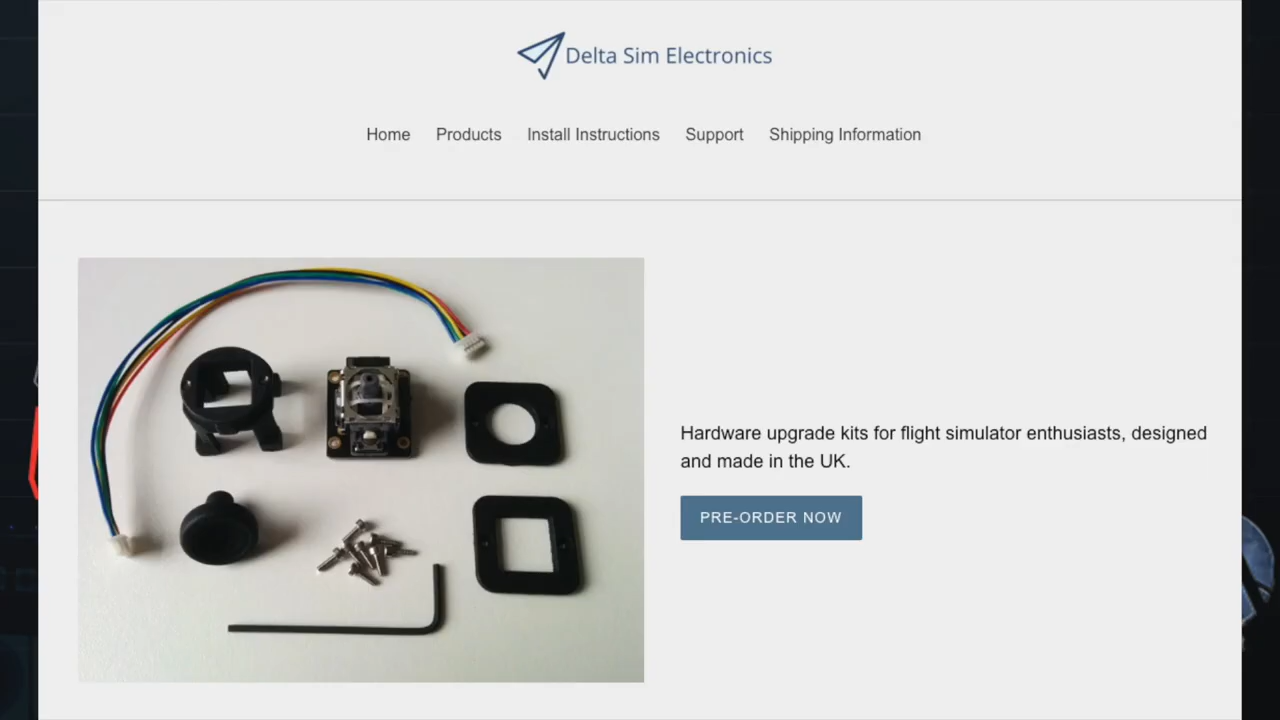 Delta Sim Electronics
Home Products Install Instructions Support Shipping Information
Hardware upgrade kits for flight simulator enthusiasts, designed
and made in the UK.
PRE-ORDER NOW